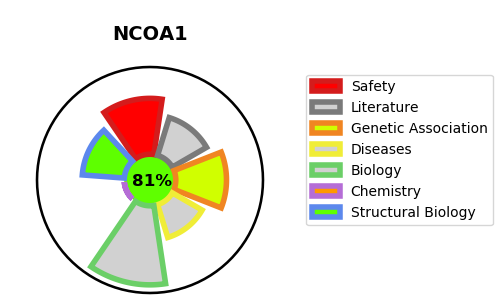 NCOA1
81%
Safety
Literature
Genetic Association
Diseases
Biology
Chemistry
Structural Biology